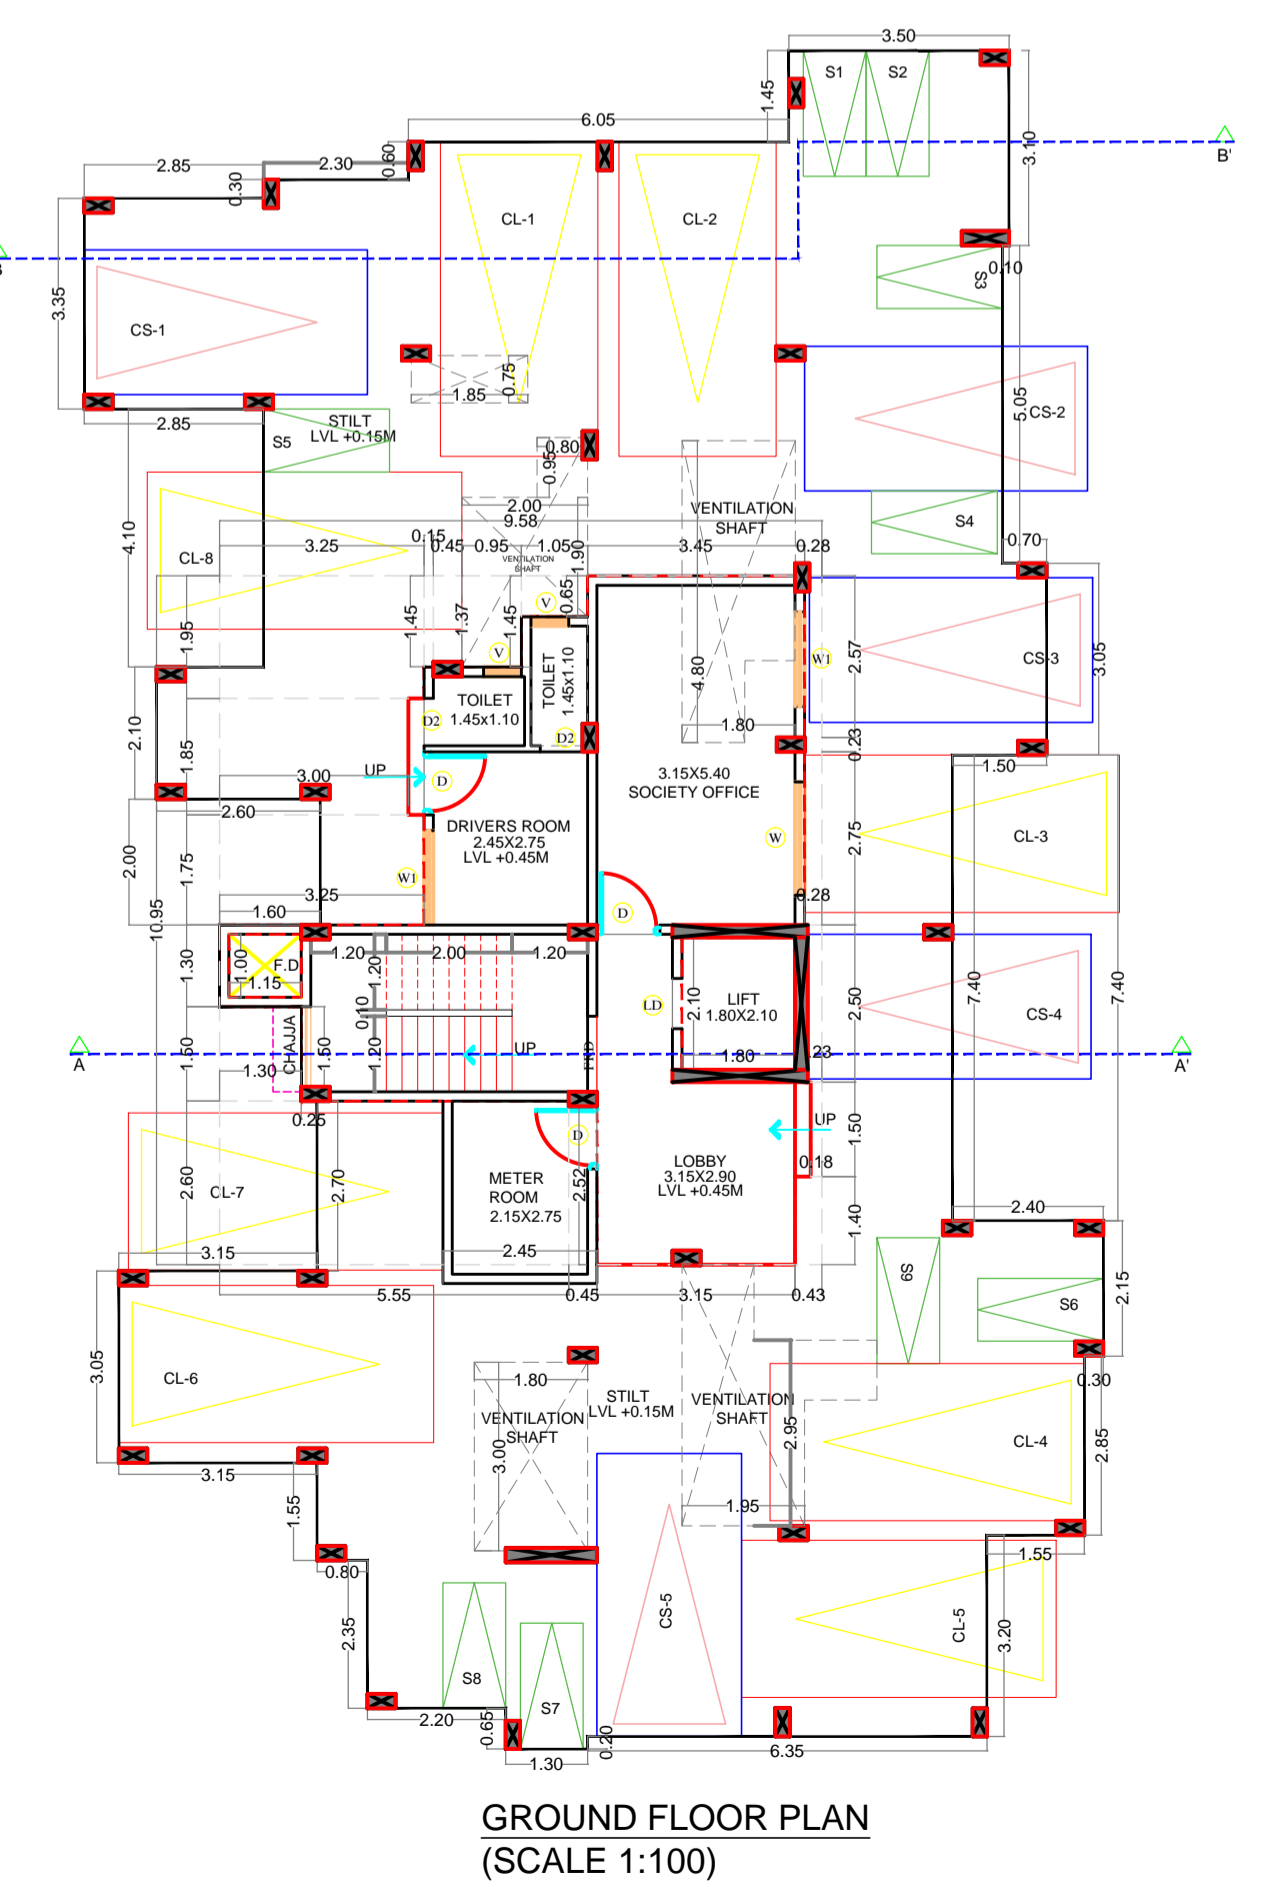 3.50
S1
S2
1.45
6.05
3.10
B'
2.85
2.30
0.60
0.30
CL-1
CL-2
3.35
S3
0.10
CS-1
0.75
1.85
5.05
CS-2
2.85
STILT
LVL +0.15M
S5
0.80
0.95
2.00
9.58
VENTILATION
SHAFT
S4
4.10
CL-8
3.25
0.15
0.45
0.95
1.05
3.45
0.28
0.70
VENTILATION
SHAFT
1.90
0.65
V
1.95
1.45
1.37
1.45
V
TOILET
1.45x1.10
4.80
W1
2.57
CS-3
3.05
TOILET
1.45x1.10
D2
D2
1.80
0.23
2.10
1.85
UP
3.00
D
3.15X5.40
SOCIETY OFFICE
1.50
2.60
DRIVERS ROOM
2.45X2.75
LVL +0.45M
W
2.75
CL-3
2.00
1.75
W1
3.25
0.28
1.60
10.95
D
1.20
2.00
1.20
1.30
1.00
F.D
1.15
1.20
0.10
LD
2.10
LIFT
1.80X2.10
2.50
7.40
7.40
CS-4
A
1.50
CHAJJA
1.50
1.20
UP
1.80
A'
1.30
0.25
D
UP
1.50
0.18
LOBBY
3.15X2.90
LVL +0.45M
2.60
CL-7
2.70
METER
ROOM
2.15X2.75
2.52
1.40
2.40
3.15
2.45
5.55
0.45
3.15
0.43
S9
S6
2.15
3.05
CL-6
1.80
STILT
LVL +0.15M
VENTILATION
SHAFT
VENTILATION
SHAFT
0.30
3.00
2.95
CL-4
2.85
3.15
1.95
1.55
0.80
1.55
2.35
CS-5
CL-5
3.20
S8
S7
2.20
0.65
0.20
6.35
1.30
GROUND FLOOR PLAN
(SCALE 1:100)